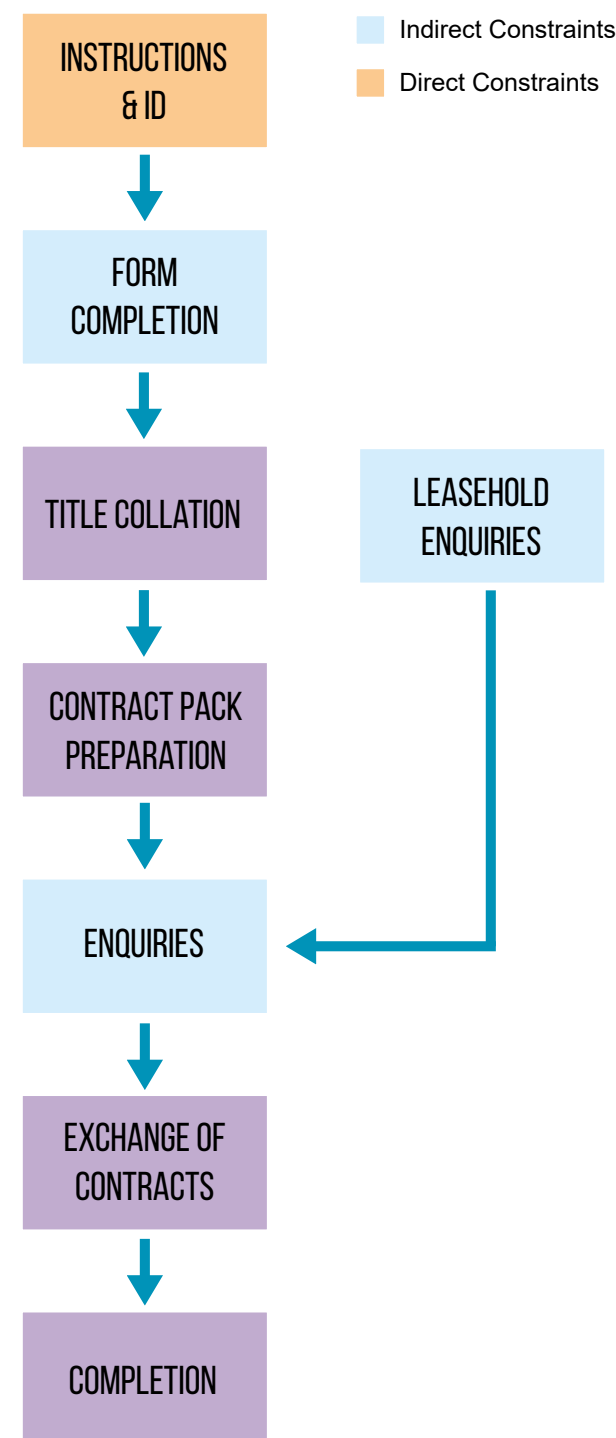 INSTRUCTIONS
& ID
Indirect Constraints
Direct Constraints
FORM
COMPLETION
TITLE COLLATION
LEASEHOLD
ENQUIRIES
CONTRACT PACK
PREPARATION
ENQUIRIES
EXCHANGE OF
CONTRACTS
COMPLETION